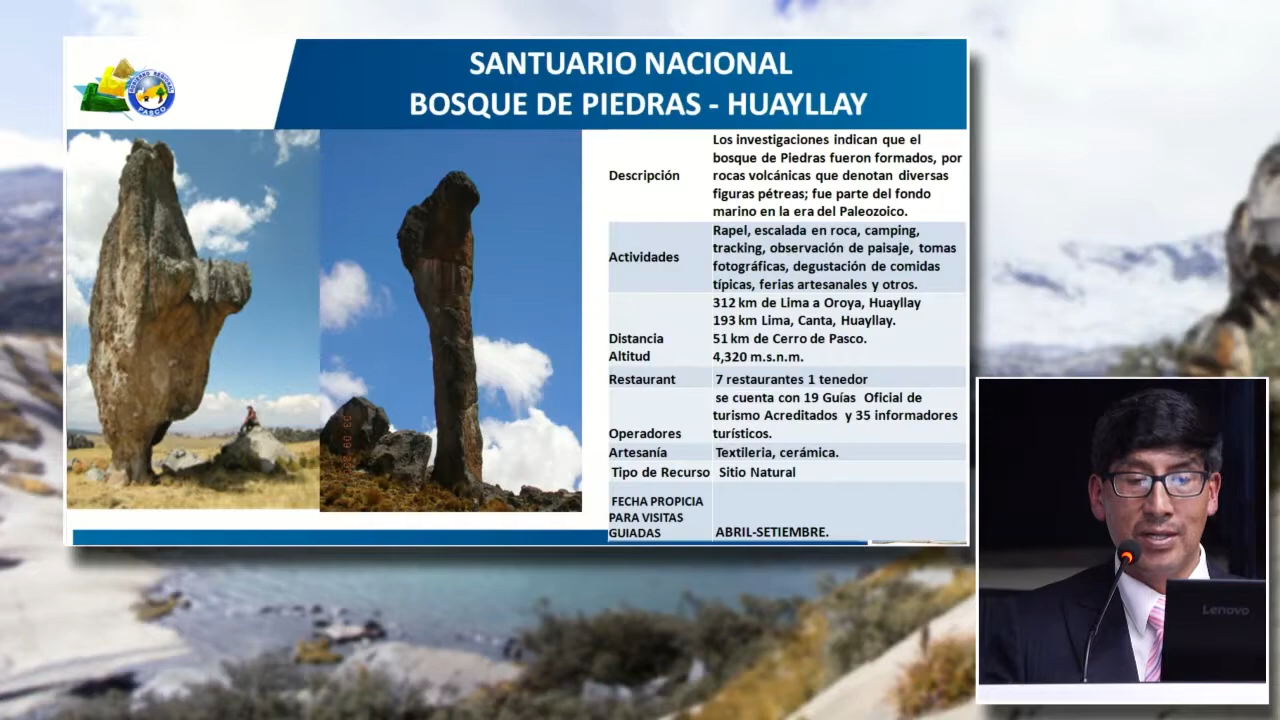 SANTUARIO NACIONAL
BOSQUE DE PIEDRAS - HUAYLLAY
GOBIERNO REGIONAL
PASCO
Descripción
Los investigaciones indican que el
bosque de Piedras fueron formados, por
rocas volcánicas que denotan diversas
figuras pétreas; fue parte del fondo
marino en la era del Paleozoico.
Actividades
Rapel, escalada en roca, camping,
tracking, observación de paisaje, tomas
fotográficas, degustación de comidas
típicas, ferias artesanales y otros.
312 km de Lima a Oroya, Huayllay
193 km Lima, Canta, Huayllay.
Distancia 51 km de Cerro de Pasco.
Altitud 4,320 m.s.n.m.
Restaurant 7 restaurantes 1 tenedor
se cuenta con 19 Guías Oficial de
turismo Acreditados y 35 informadores
Operadores turísticos.
Artesanía Textileria, cerámica.
Tipo de Recurso Sitio Natural
FECHA PROPICIA
PARA VISITAS
GUIADAS ABRIL-SETIEMBRE.
Lenovo